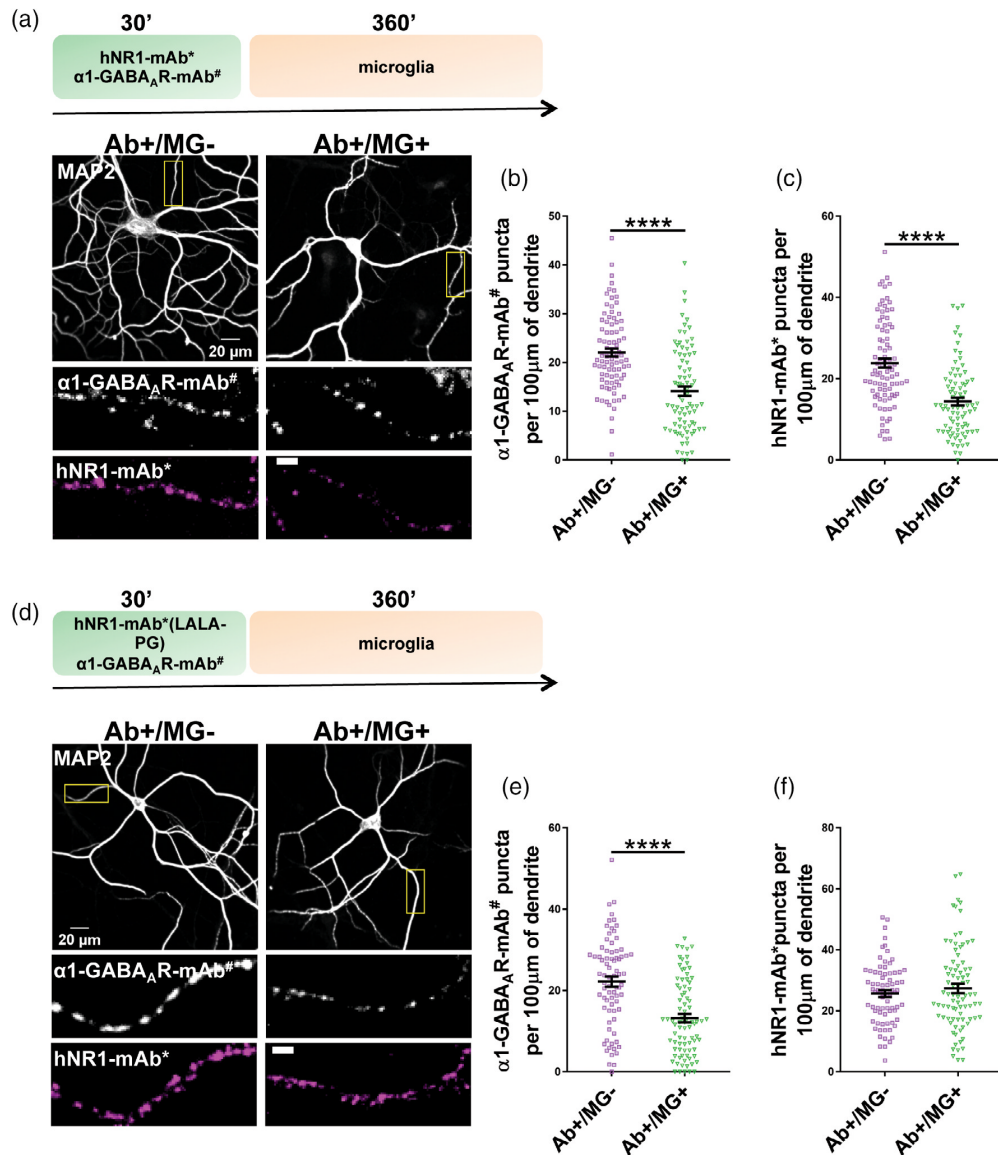 (a)
30’ 360’
hNR1-mAb*
α1-GABAAR-mAb#
microglia
Ab+/MG- Ab+/MG+
MAP2
20 µm
α1-GABAAR-mAb#
hNR1-mAb*
(b)
α1-GABAAR-mAb# puncta
per 100µm of dendrite
50
40
30
20
10
0
****
Ab+/MG-
Ab+/MG+
(c)
hNR1-mAb* puncta per
100µm of dendrite
60
40
20
0
****
Ab+/MG-
Ab+/MG+
(d)
30’ 360’
hNR1-mAb*(LALA-
PG)
α1-GABAAR-mAb#
microglia
Ab+/MG- Ab+/MG+
MAP2
20 µm
α1-GABAAR-mAb#
hNR1-mAb*
(e)
α1-GABAAR-mAb# puncta
per 100µm of dendrite
60
40
20
0
****
Ab+/MG-
Ab+/MG+
(f)
hNR1-mAb*puncta per
100µm of dendrite
80
60
40
20
0
Ab+/MG-
Ab+/MG+